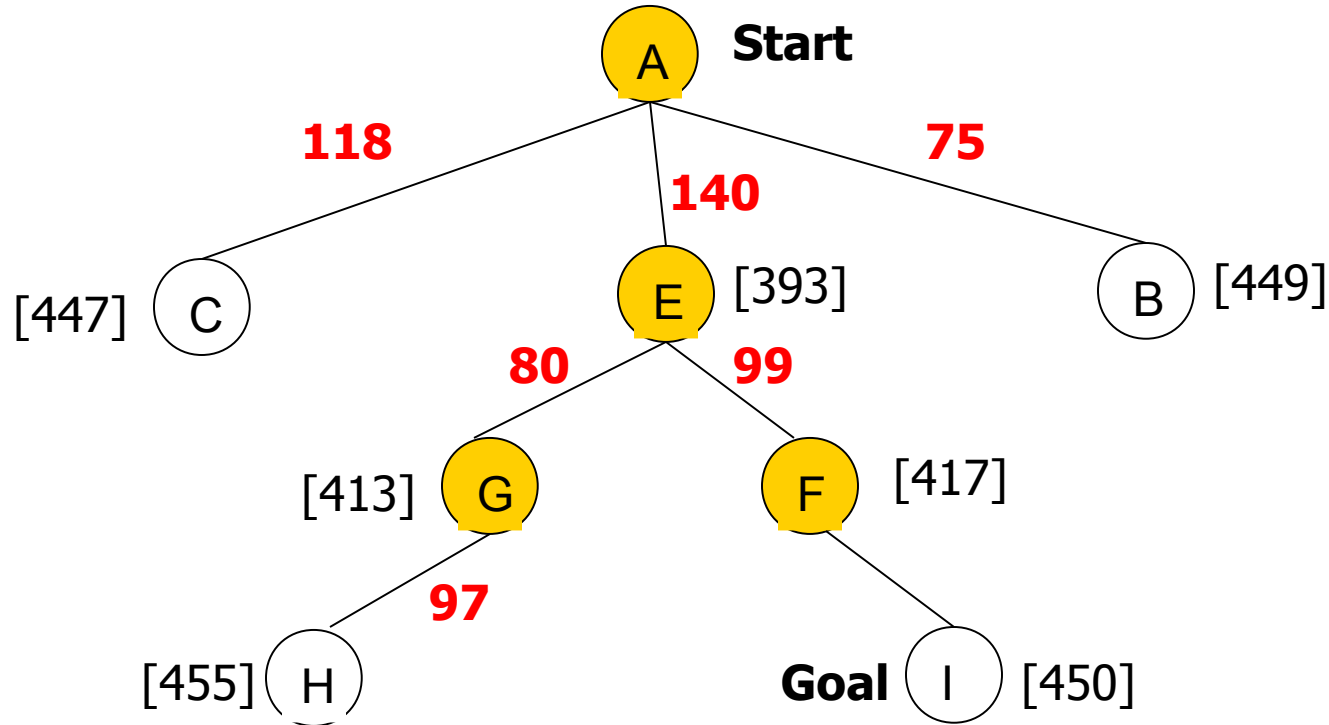 A Start
118
75
140
[447] C
E [393]
B [449]
80
99
[413] G
F [417]
97
[455] H
Goal I [450]